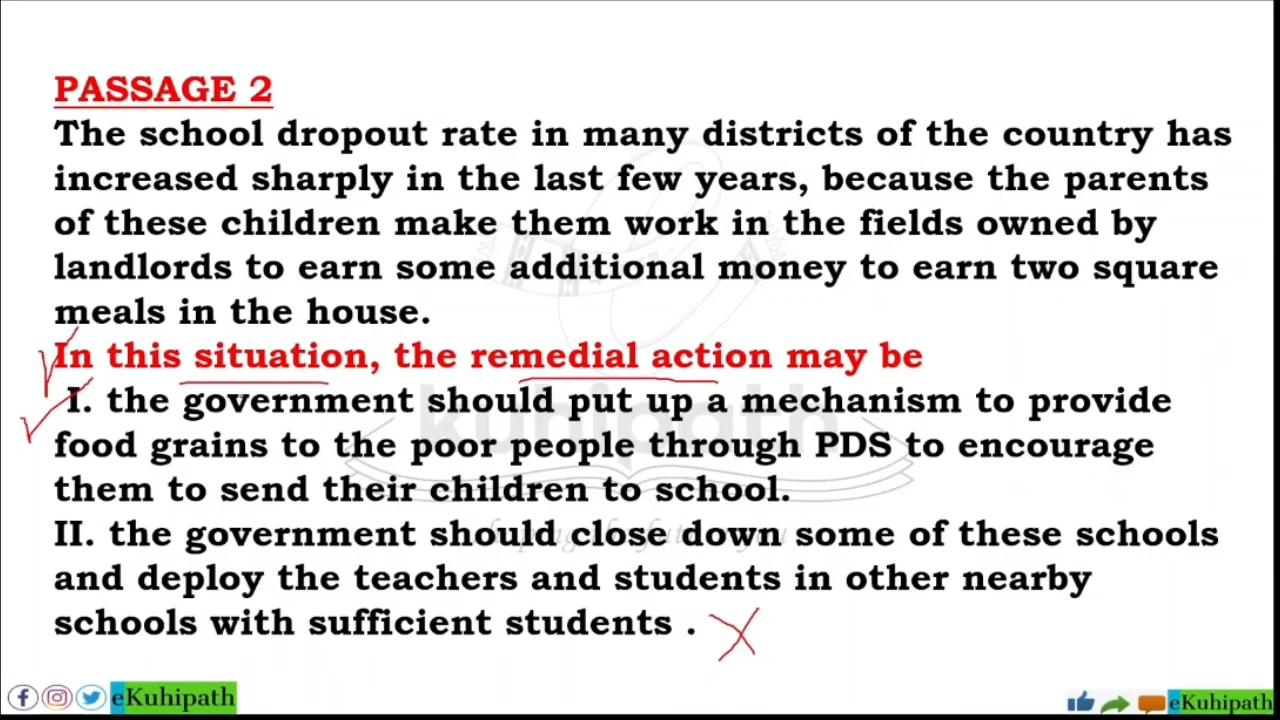 PASSAGE 2
The school dropout rate in many districts of the country has
increased sharply in the last few years, because the parents
of these children make them work in the fields owned by
landlords to earn some additional money to earn two square
meals in the house.
In this situation, the remedial action may be
I. the government should put up a mechanism to provide
food grains to the poor people through PDS to encourage
them to send their children to school.
II. the government should close down some of these schools
and deploy the teachers and students in other nearby
schools with sufficient students .
kuhipath
eKuhipath
eKuhipath